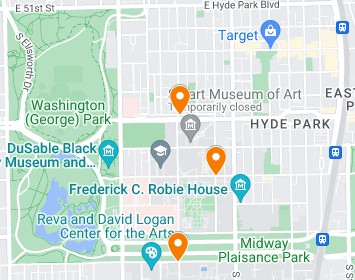 E 51st St
E Hyde Park Blvd
S Ellsworth Dr
Target
art Museum of Art
Temporarily closed
Washington
(George) Park
EAST
HYDE PARK
DuSable Black
y Museum and...
Frederick C. Robie House
Reva and David Logan
Center for the Arts
Midway
Plaisance Park